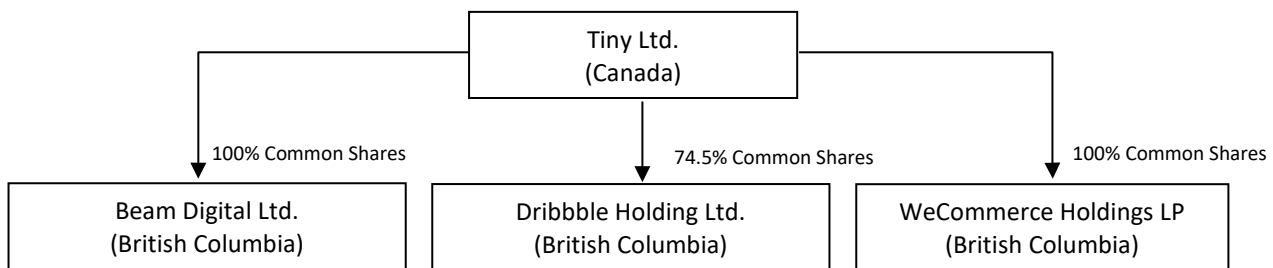 Tiny Ltd.
(Canada)
100% Common Shares
74.5% Common Shares
100% Common Shares
Beam Digital Ltd.
(British Columbia)
Dribbble Holding Ltd.
(British Columbia)
WeCommerce Holdings LP
(British Columbia)